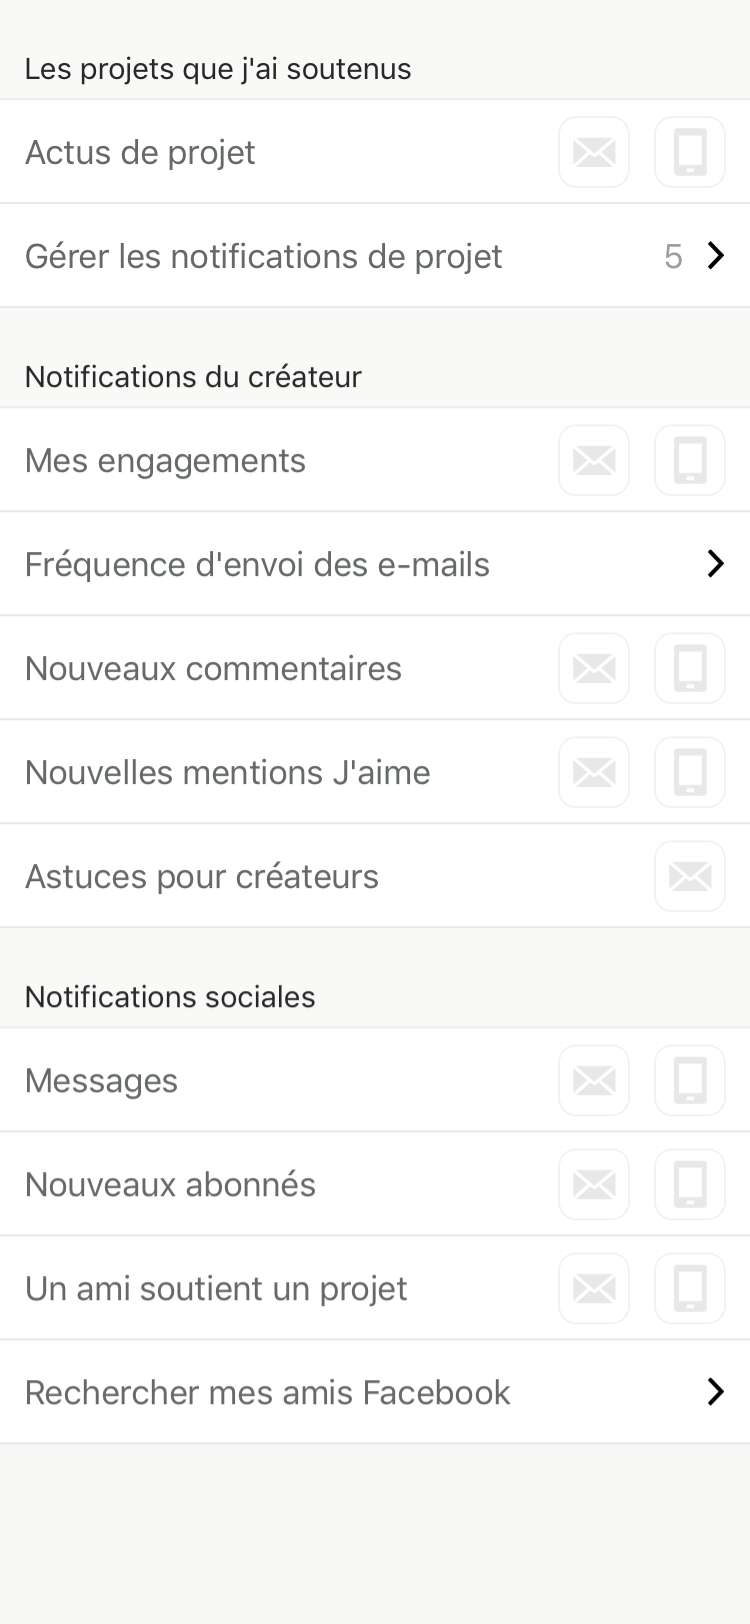 Les projets que j'ai soutenus
Actus de projet
Gérer les notifications de projet 5
Notifications du créateur
Mes engagements
Fréquence d'envoi des e-mails
Nouveaux commentaires
Nouvelles mentions J'aime
Astuces pour créateurs
Notifications sociales
Messages
Nouveaux abonnés
Un ami soutient un projet
Rechercher mes amis Facebook